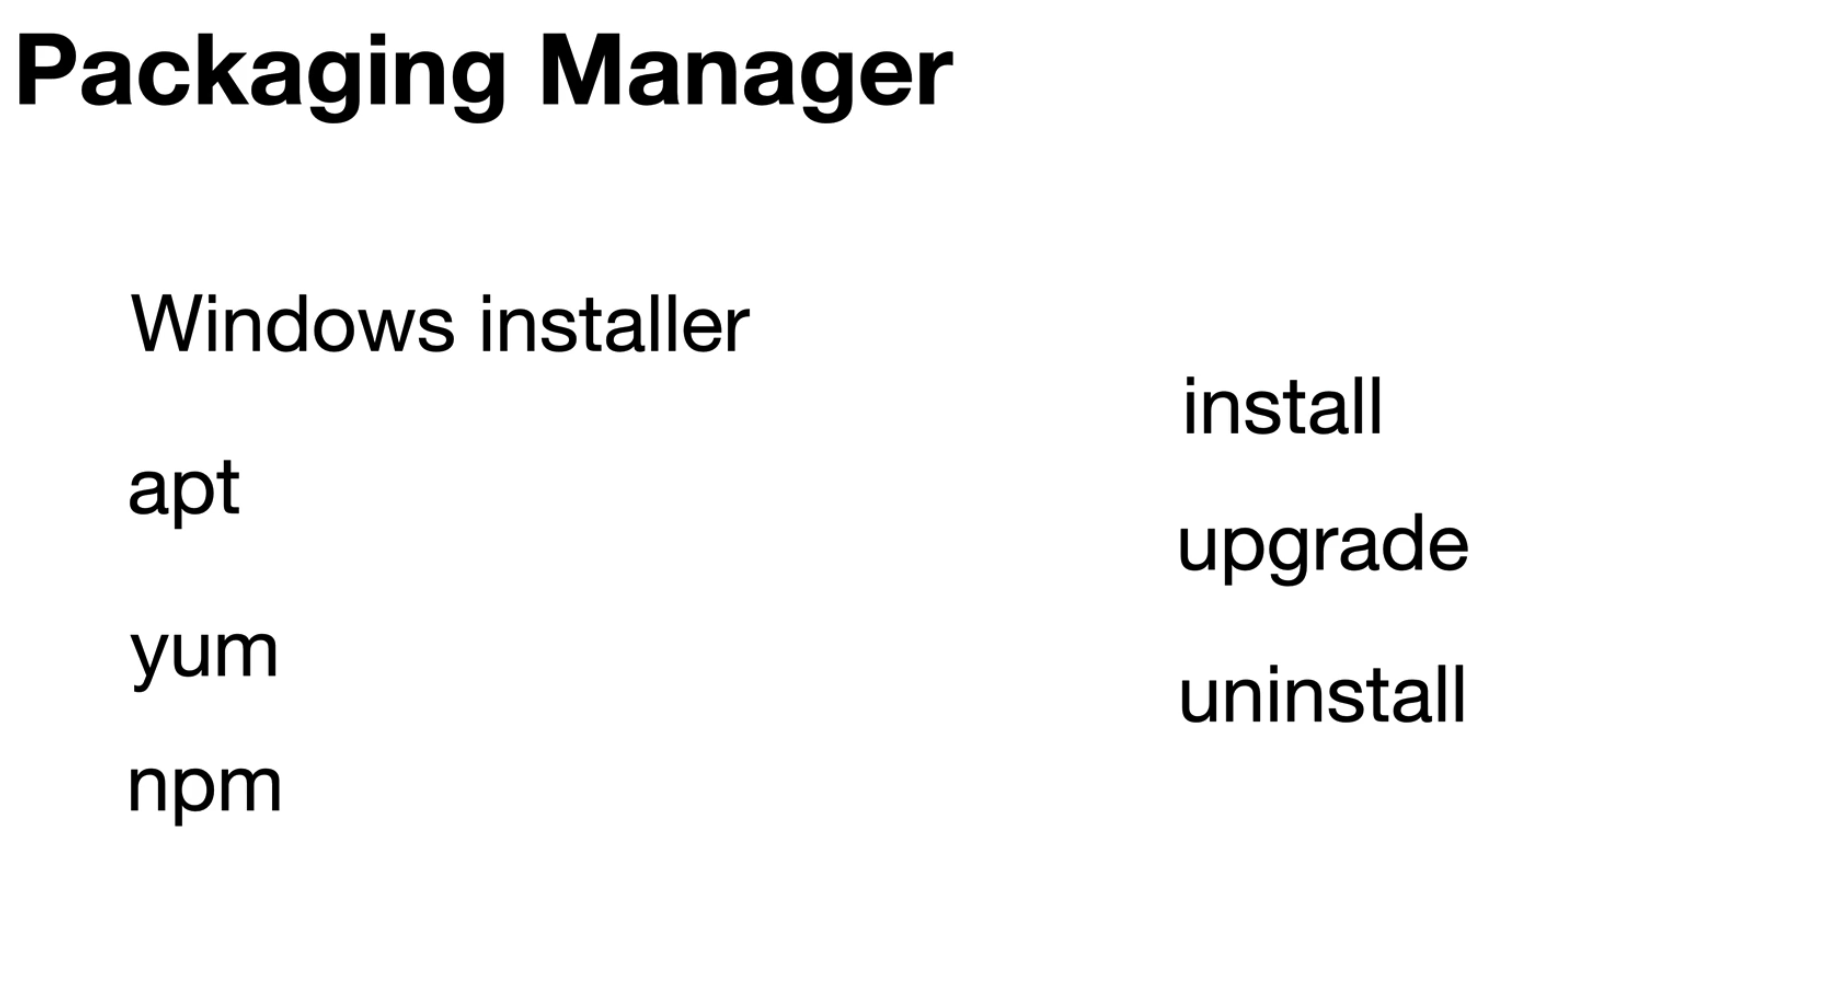 Packaging Manager
Windows installer
apt
yum
npm
install
upgrade
uninstall